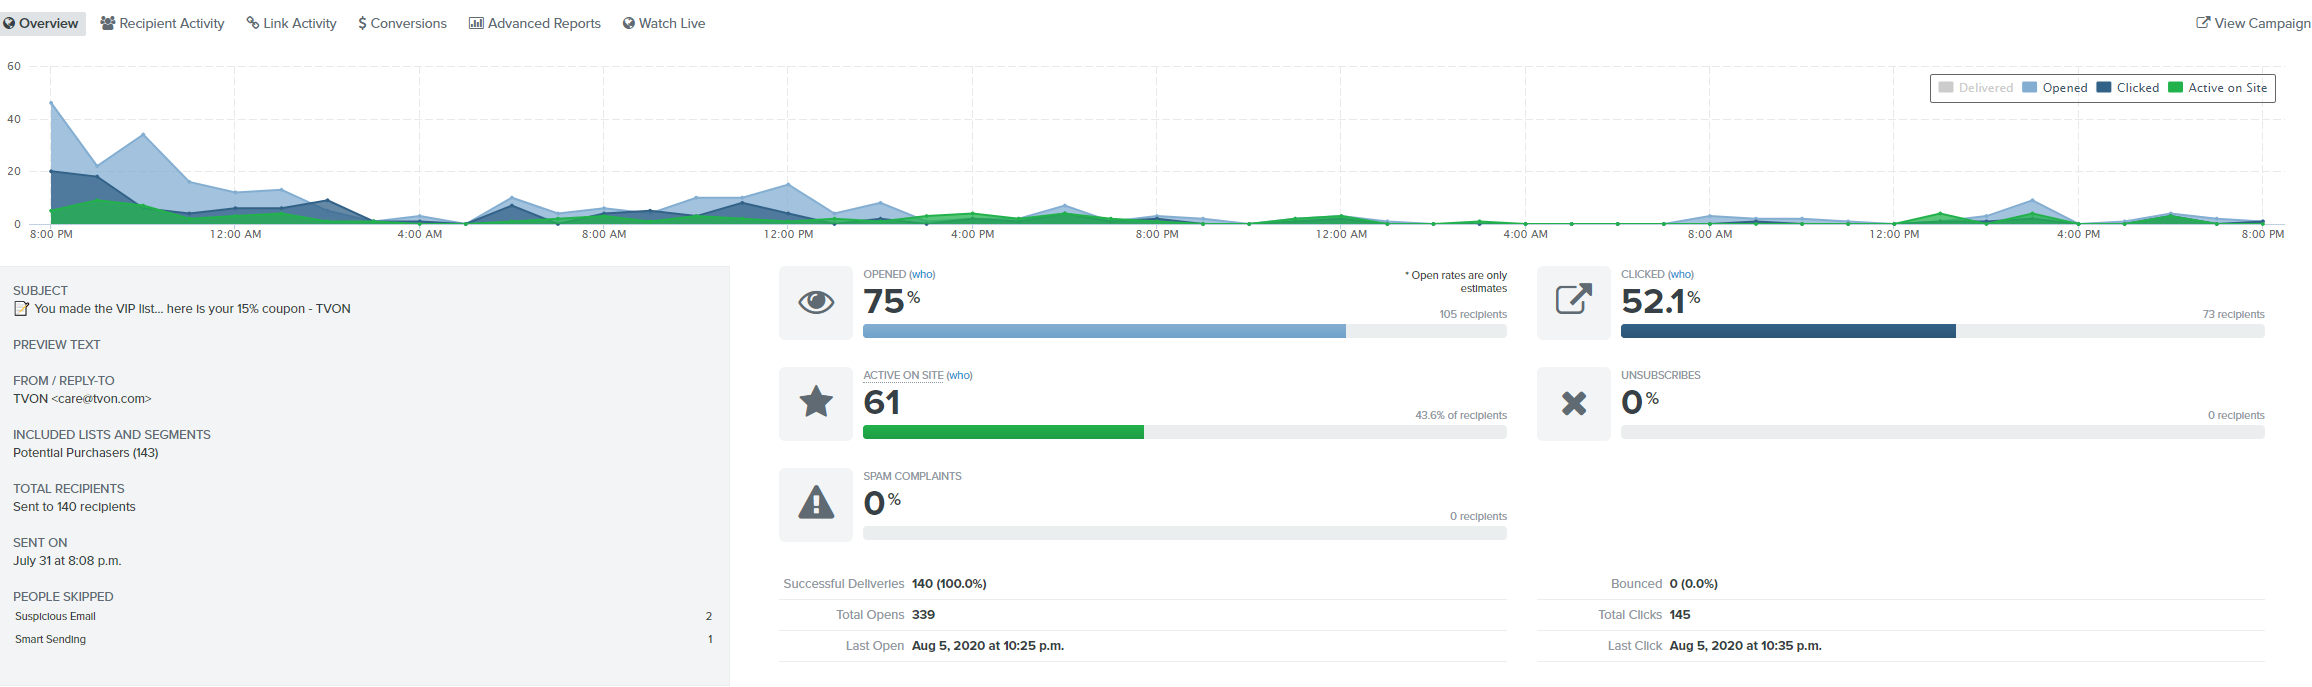 Overview Recipient Activity Link Activity Conversions Advanced Reports Watch Live View Campaign
60
40
20
0
Delivered Opened Clicked Active on Site
8:00 PM 12:00 AM 4:00 AM 8:00 AM 12:00 PM 4:00 PM 8:00 PM 12:00 AM 4:00 AM 8:00 AM 12:00 PM 4:00 PM 8:00 PM
SUBJECT
📝 You made the VIP list... here is your 15% coupon - TVON
PREVIEW TEXT
FROM / REPLY-TO
TVON <care@tvon.com>
INCLUDED LISTS AND SEGMENTS
Potential Purchasers (143)
TOTAL RECIPIENTS
Sent to 140 recipients
SENT ON
July 31 at 8:08 p.m.
PEOPLE SKIPPED
Suspicious Email 2
Smart Sending 1
OPENED (who)
75%
* Open rates are only
estimates
105 recipients
CLICKED (who)
52.1%
73 recipients
ACTIVE ON SITE (who)
61
43.6% of recipients
UNSUBSCRIBES
0%
0 recipients
SPAM COMPLAINTS
0%
0 recipients
Successful Deliveries 140 (100.0%)
Total Opens 339
Last Open Aug 5, 2020 at 10:25 p.m.
Bounced 0 (0.0%)
Total Clicks 145
Last Click Aug 5, 2020 at 10:35 p.m.